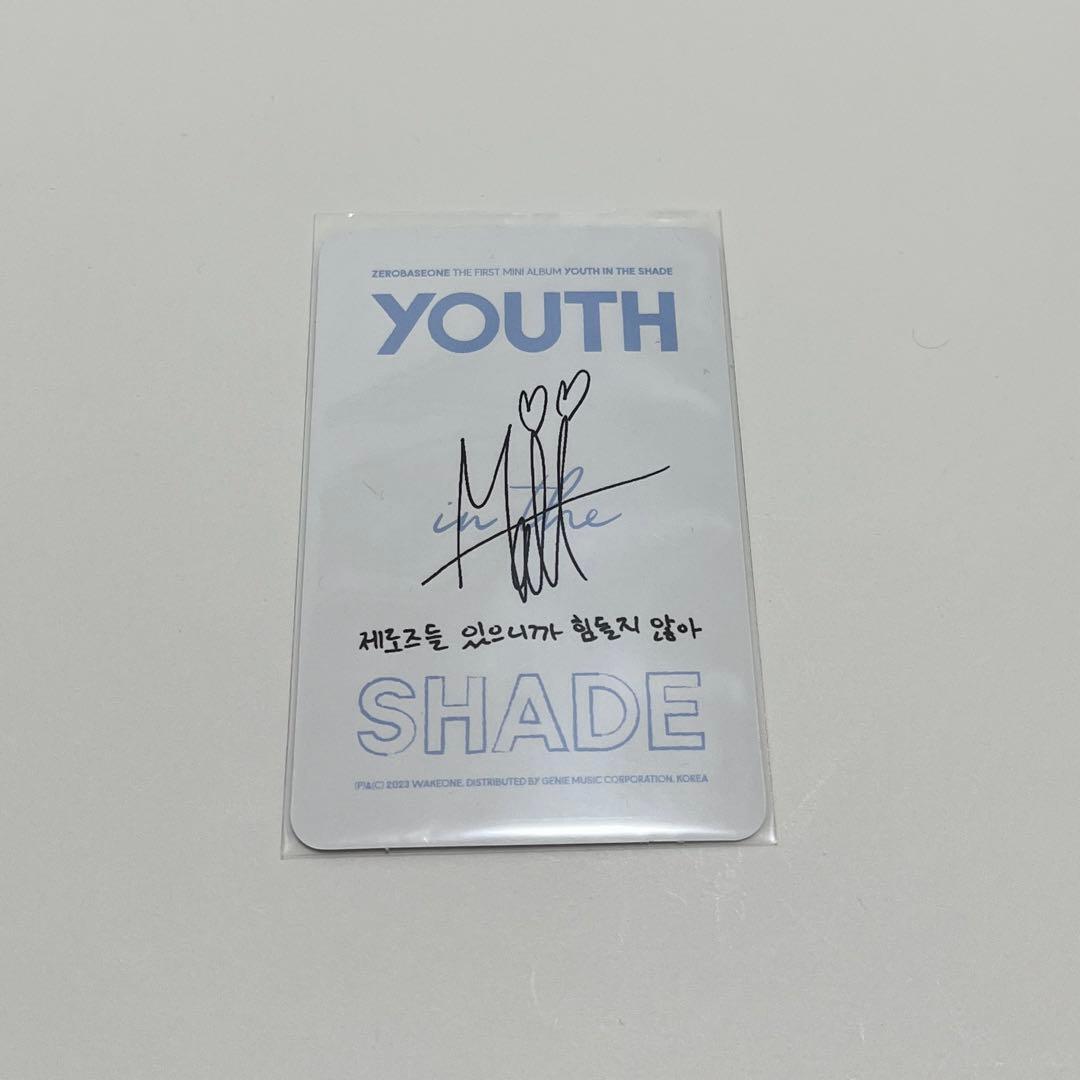 ZEROBASEONE THE FIRST MINI ALBUM YOUTH IN THE SHADE
YOUTH
in the
제로즈들 있으니까 힘들지 않아
SHADE
(P)&(C) 2023 WAKEONE. DISTRIBUTED BY GENIE MUSIC CORPORATION, KOREA